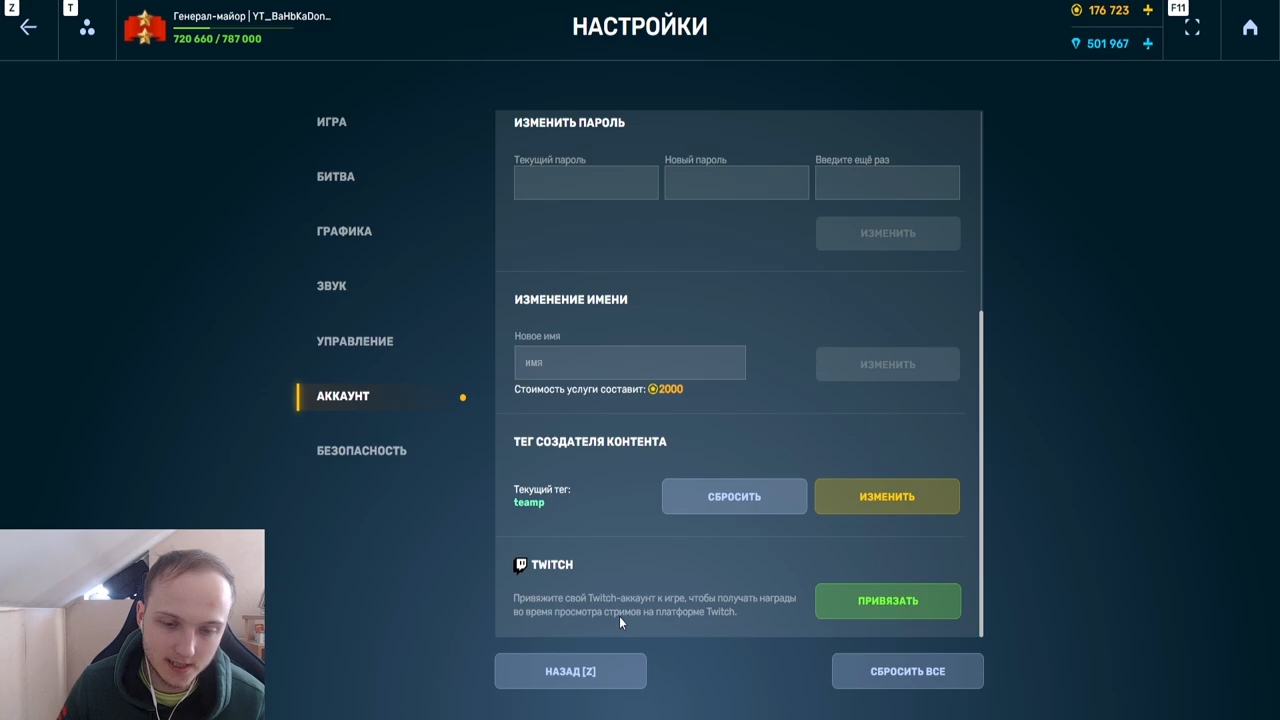 Z
T
Генерал-майор | YT_BaHbKaDon...
720 660 / 787 000
НАСТРОЙКИ
176 723 +
501 967 +
F11
ИГРА
БИТВА
ГРАФИКА
ЗВУК
УПРАВЛЕНИЕ
АККАУНТ
БЕЗОПАСНОСТЬ
ИЗМЕНИТЬ ПАРОЛЬ
Текущий пароль
Новый пароль
Введите ещё раз
ИЗМЕНИТЬ
ИЗМЕНЕНИЕ ИМЕНИ
Новое имя
имя
ИЗМЕНИТЬ
Стоимость услуги составит: 2000
ТЕГ СОЗДАТЕЛЯ КОНТЕНТА
Текущий тег:
teamp
СБРОСИТЬ
ИЗМЕНИТЬ
TWITCH
Привяжите свой Twitch-аккаунт к игре, чтобы получать награды
во время просмотра стримов на платформе Twitch.
ПРИВЯЗАТЬ
НАЗАД [Z]
СБРОСИТЬ ВСЕ